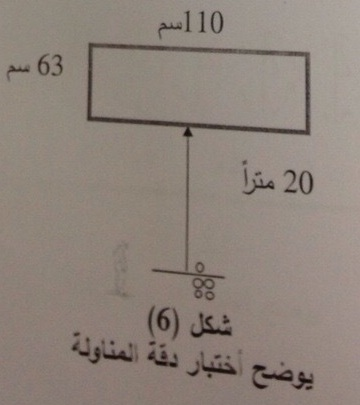 110سم
63 سم
20 متراً
شكل (6)
يوضح أختبار دقة المناولة